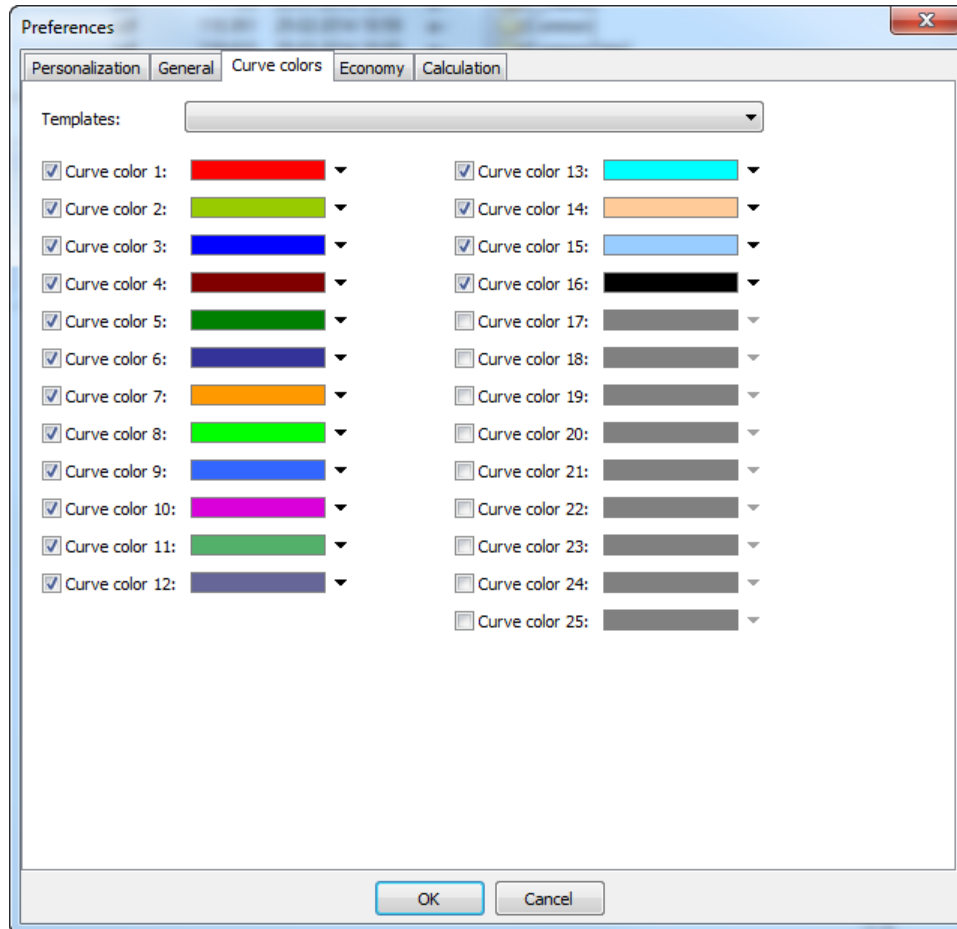 Preferences
Personalization General Curve colors Economy Calculation
Templates:
Curve color 1:
Curve color 2:
Curve color 3:
Curve color 4:
Curve color 5:
Curve color 6:
Curve color 7:
Curve color 8:
Curve color 9:
Curve color 10:
Curve color 11:
Curve color 12:
Curve color 13:
Curve color 14:
Curve color 15:
Curve color 16:
Curve color 17:
Curve color 18:
Curve color 19:
Curve color 20:
Curve color 21:
Curve color 22:
Curve color 23:
Curve color 24:
Curve color 25:
OK Cancel